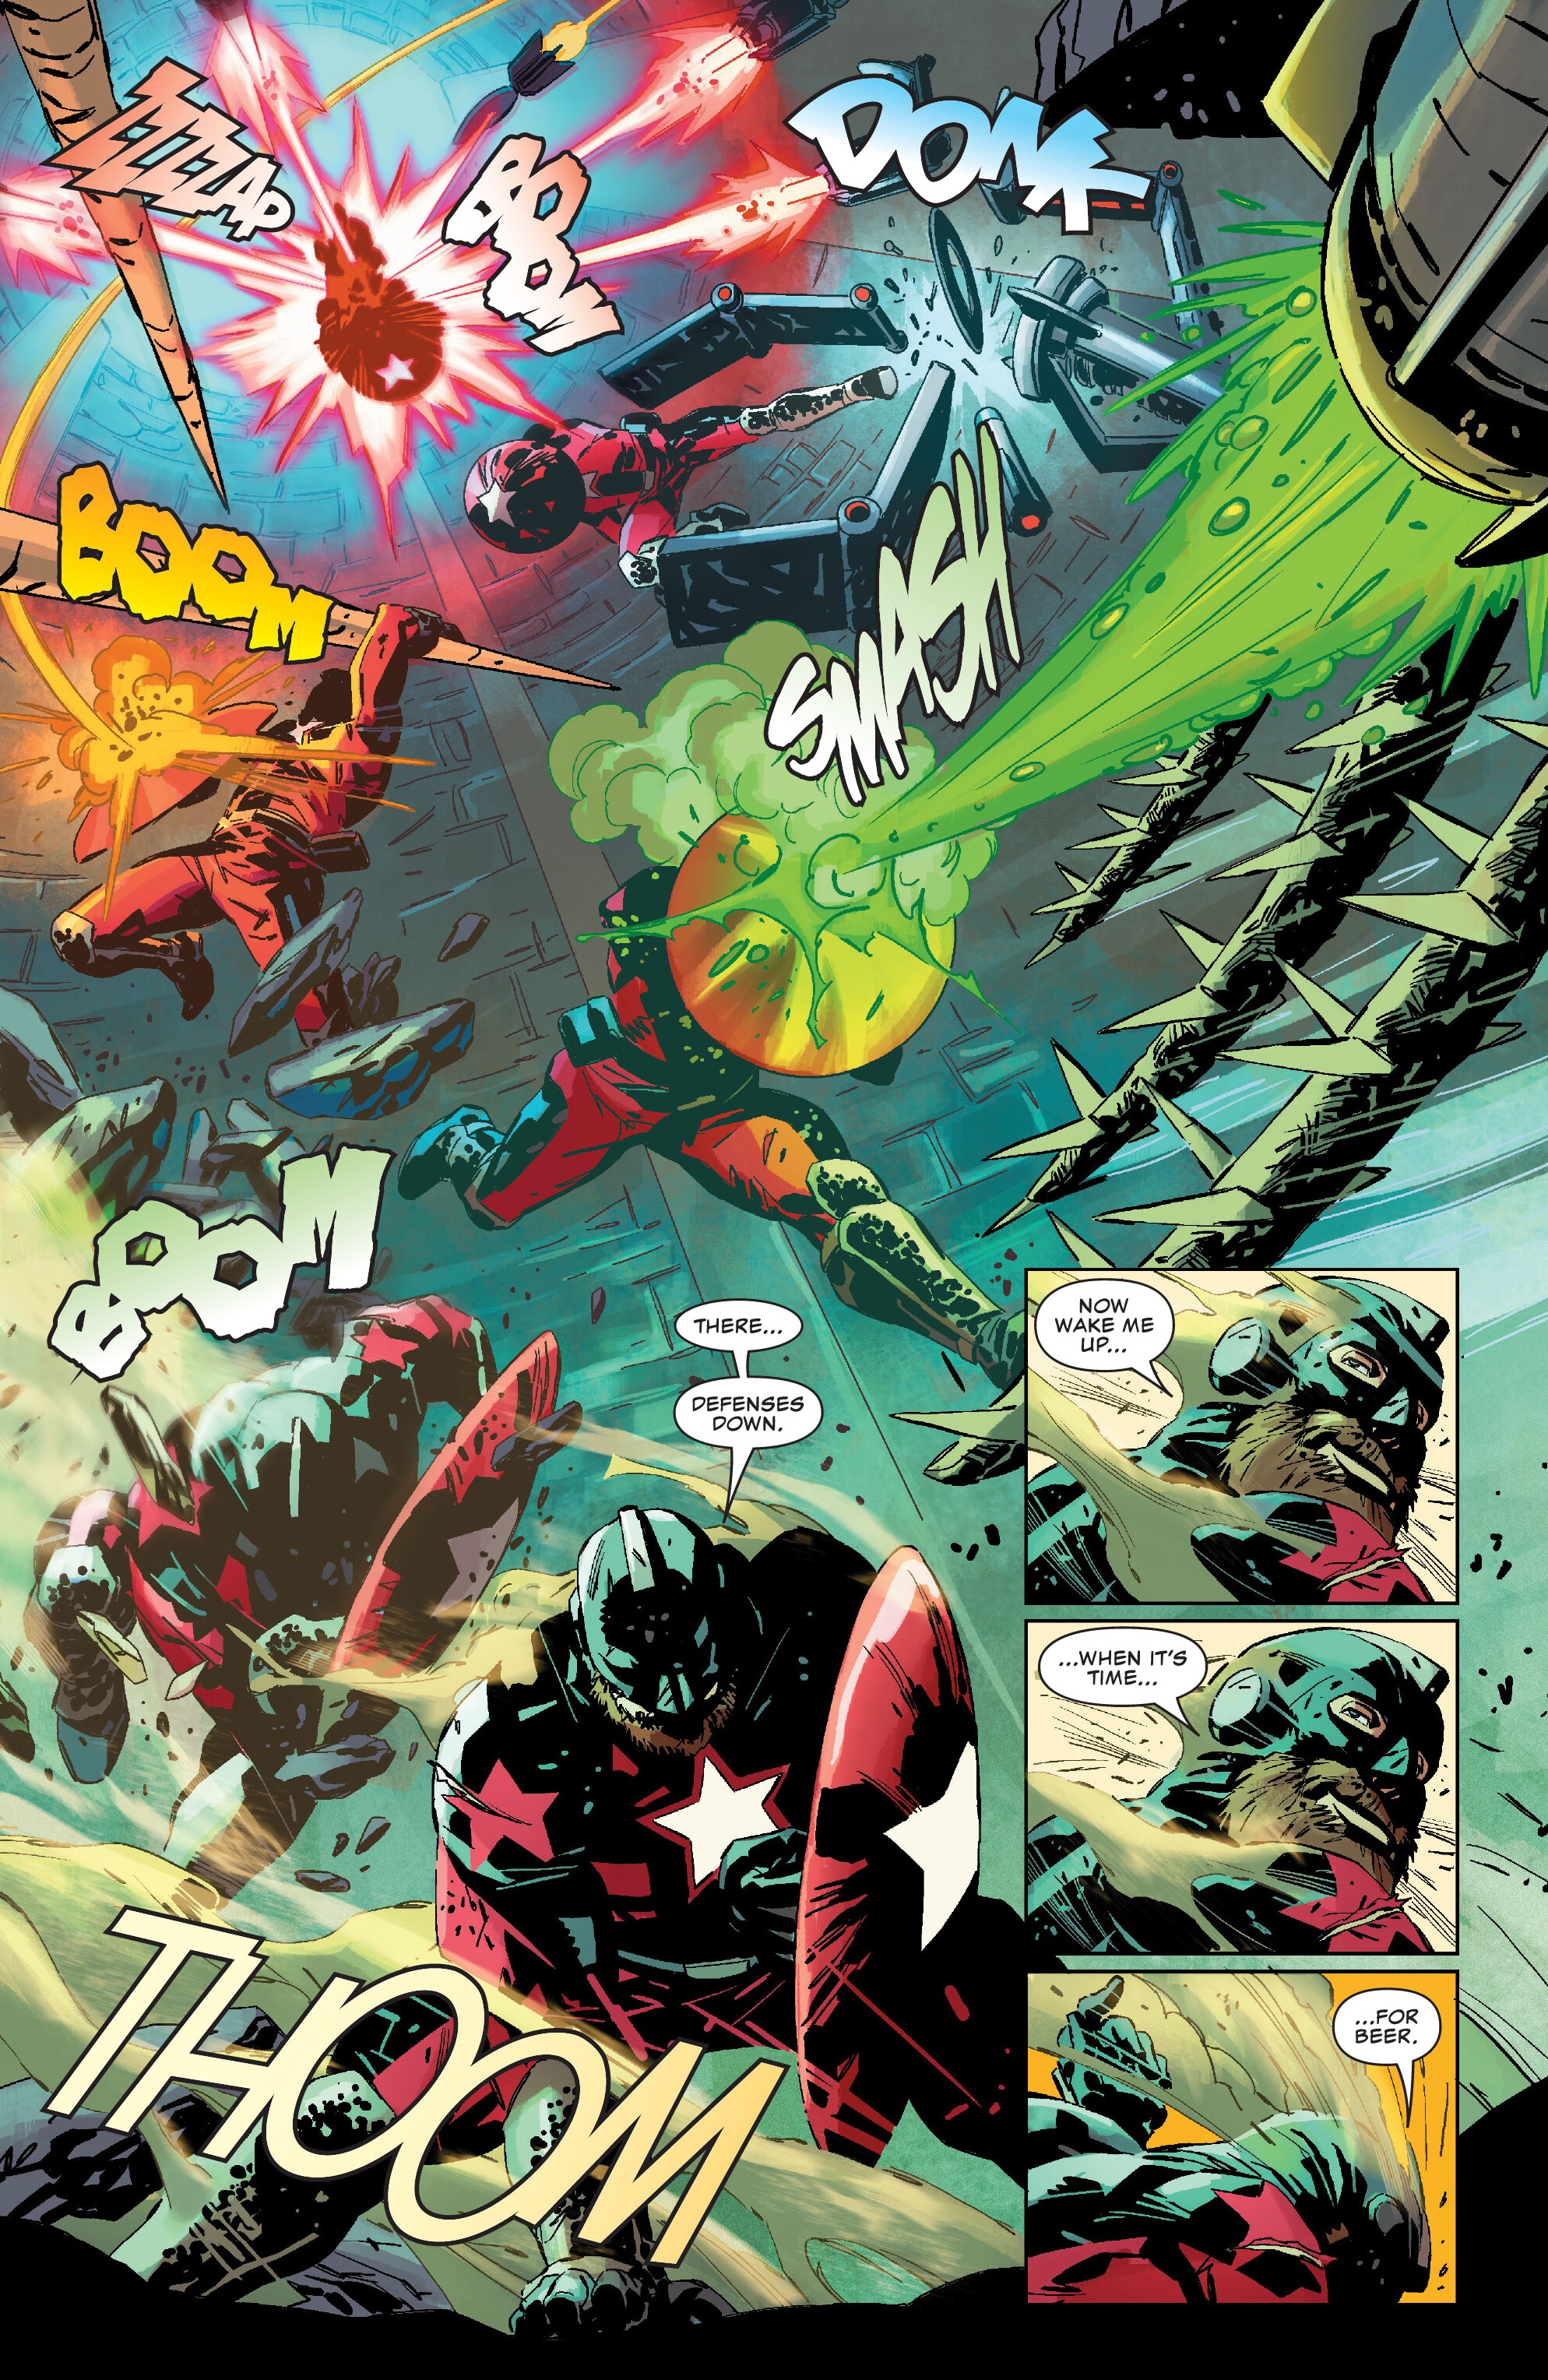 ZZZZAP
BOOM
DONK
BOOM
SMASH
BOOM
THERE...
DEFENSES
DOWN.
THOOM
NOW
WAKE ME
UP...
...WHEN IT'S
TIME...
...FOR
BEER.